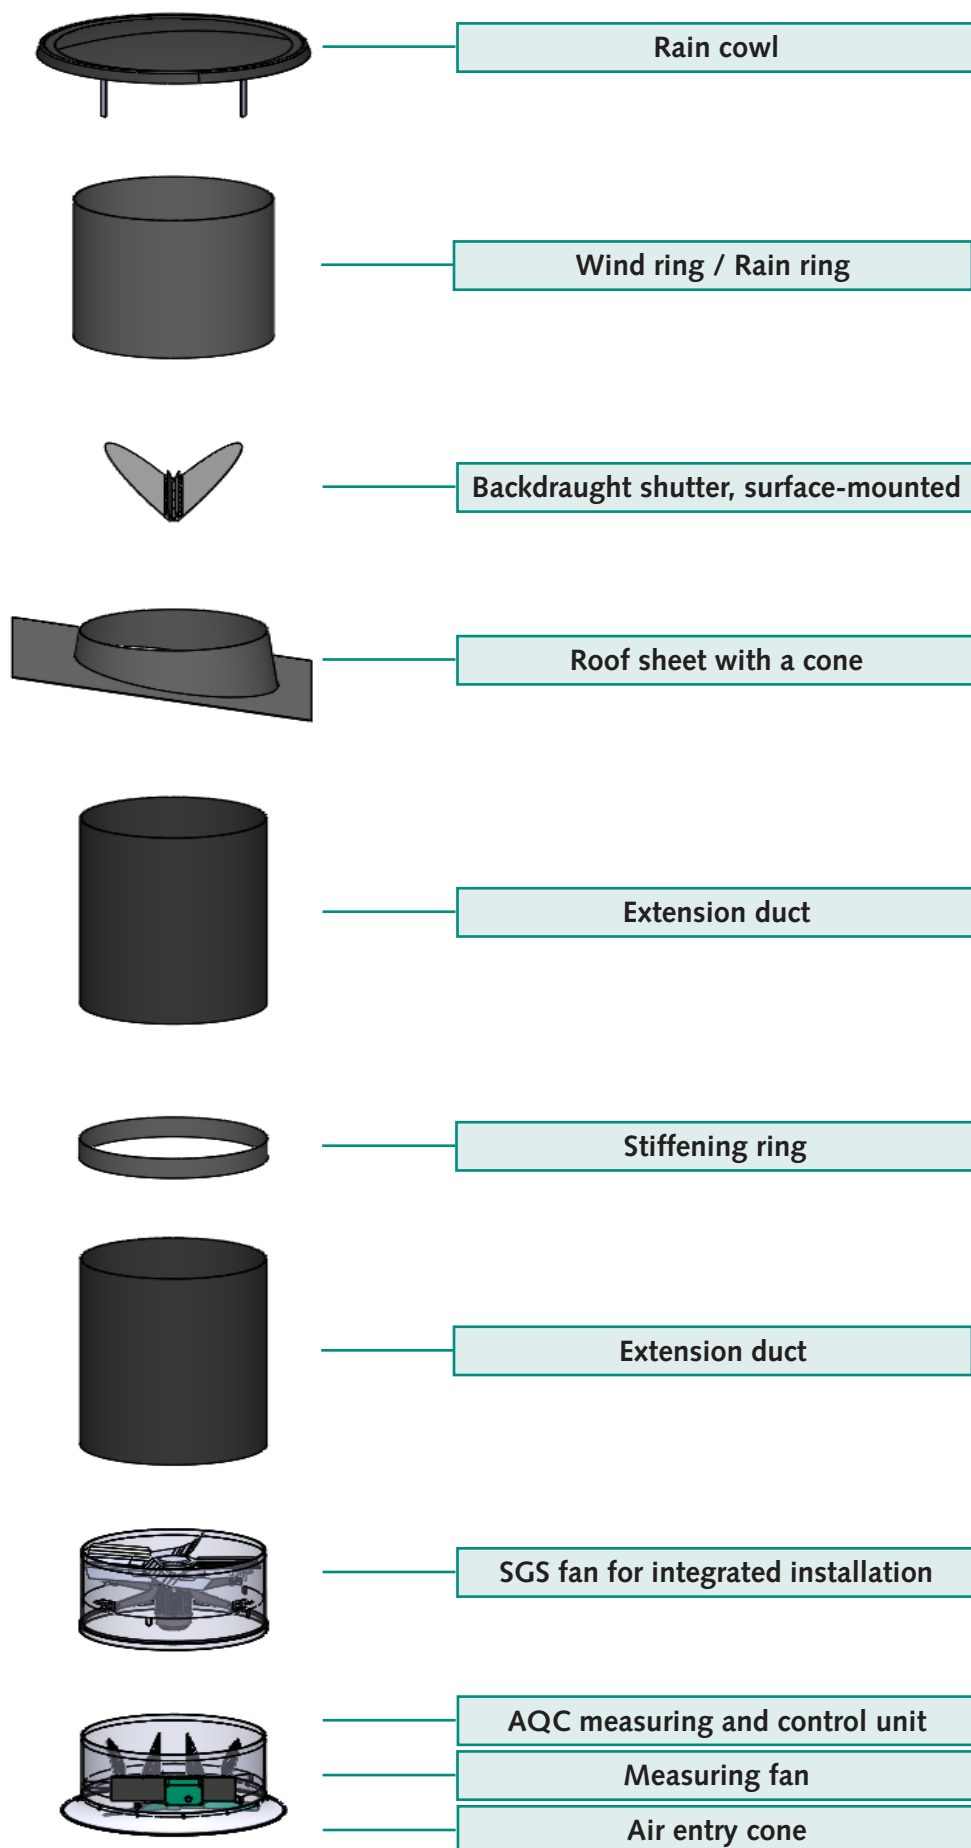 Rain cowl
Wind ring / Rain ring
Backdraught shutter, surface-mounted
Roof sheet with a cone
Extension duct
Stiffening ring
Extension duct
SGS fan for integrated installation
AQC measuring and control unit
Measuring fan
Air entry cone